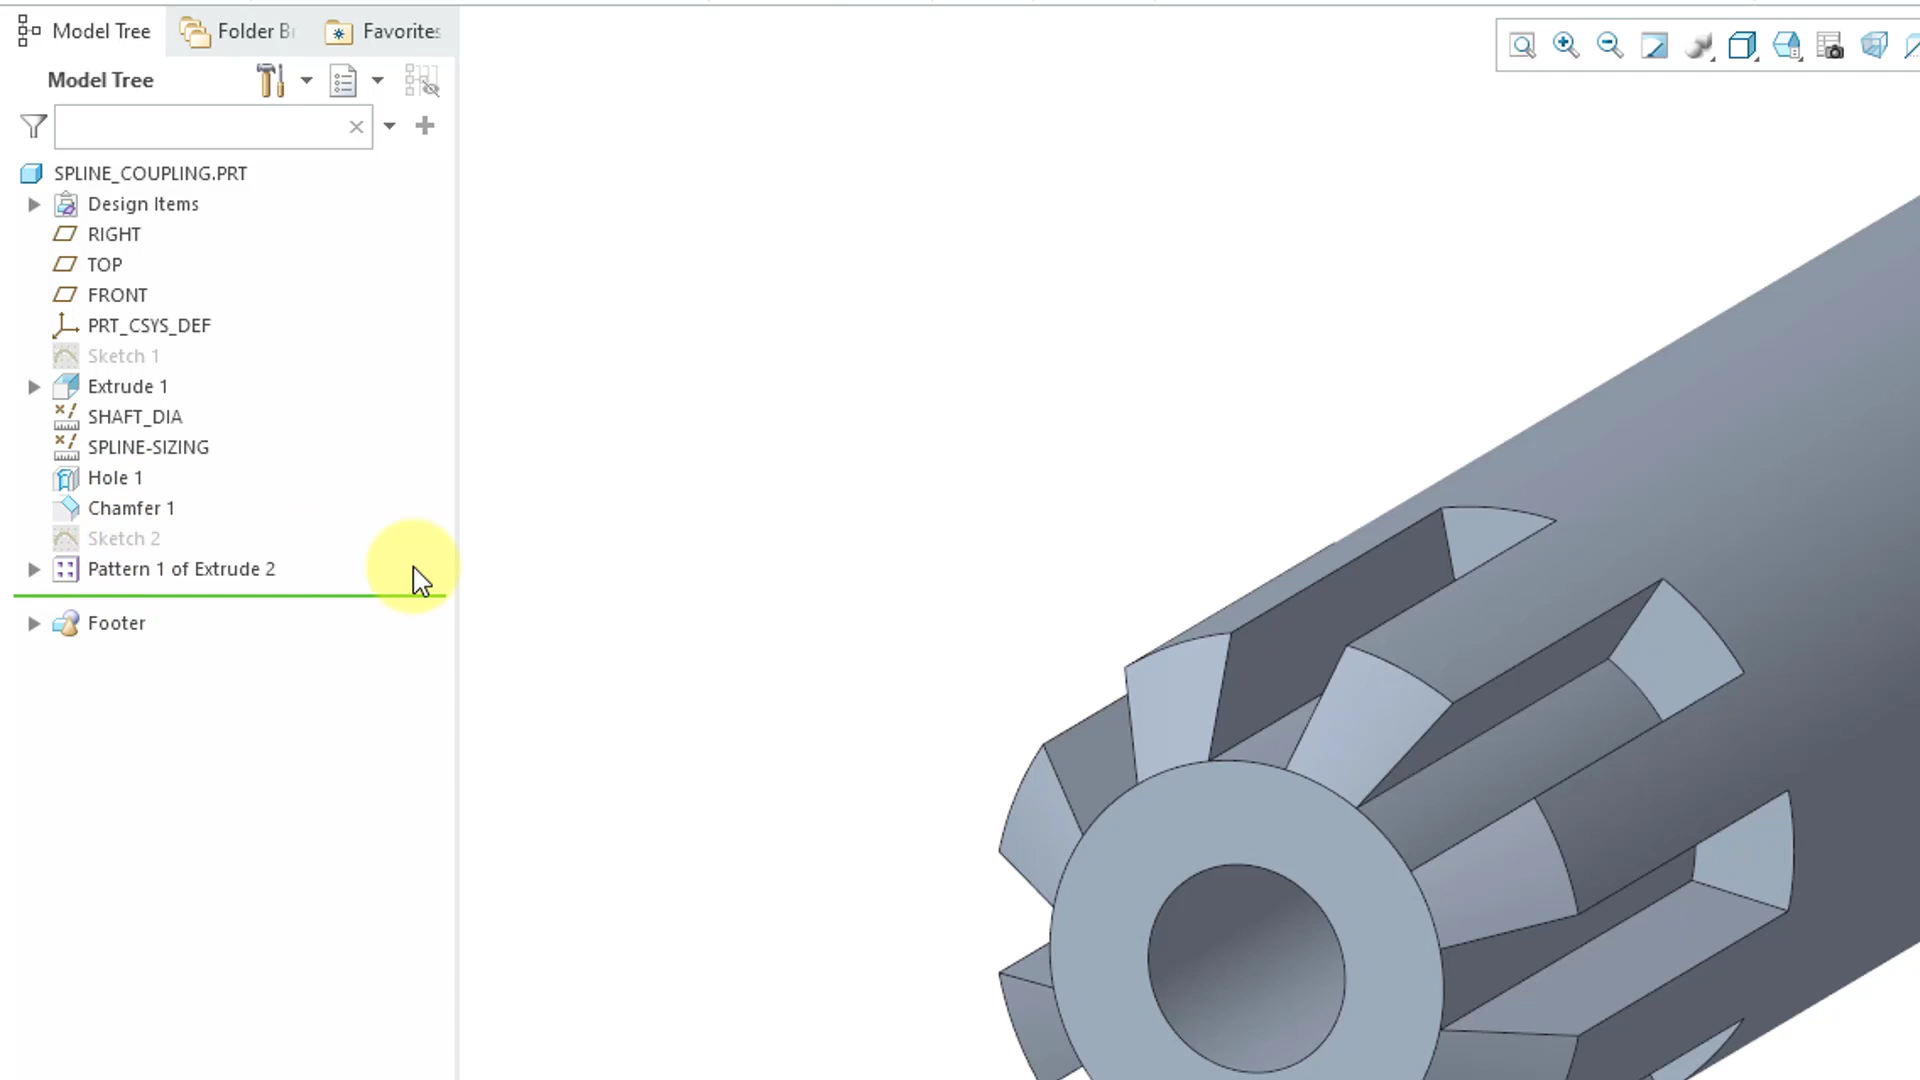 Model Tree
Folder Br
Favorites
Model Tree
SPLINE_COUPLING.PRT
Design Items
RIGHT
TOP
FRONT
PRT_CSYS_DEF
Sketch 1
Extrude 1
SHAFT_DIA
SPLINE-SIZING
Hole 1
Chamfer 1
Sketch 2
Pattern 1 of Extrude 2
Footer